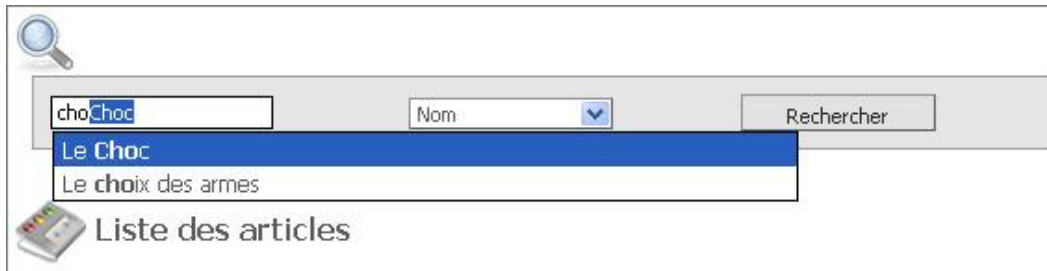 choChoc Nom Rechercher
Le Choc
Le choix des armes
Liste des articles